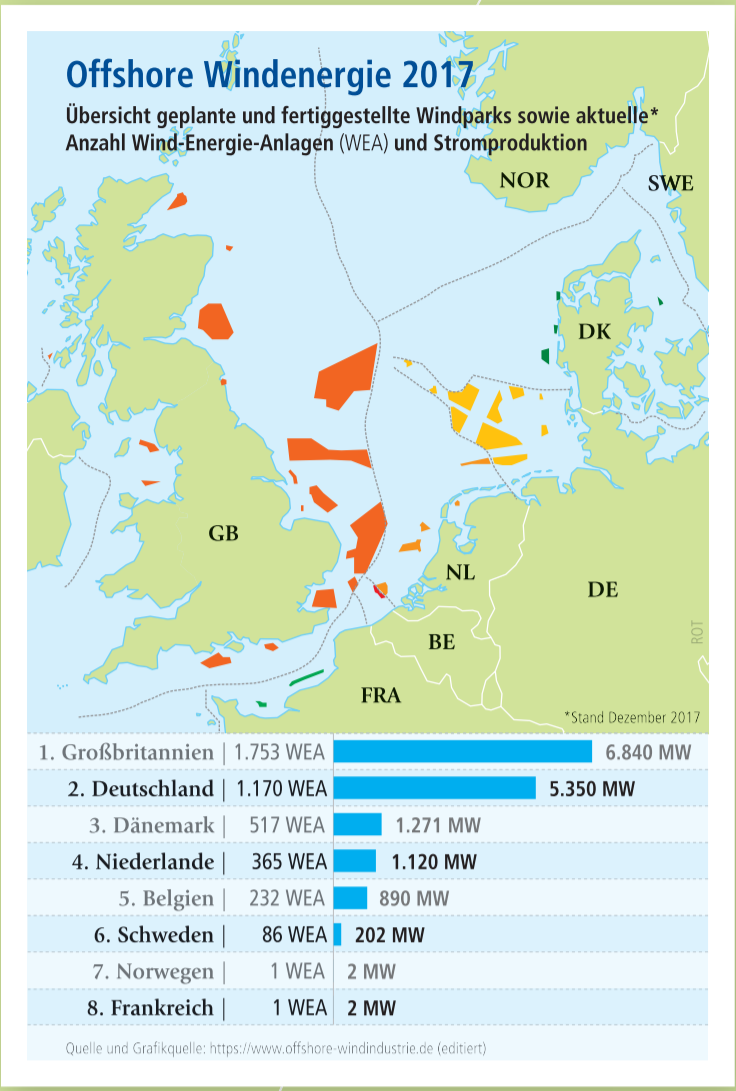 Offshore Windenergie 2017
Übersicht geplante und fertiggestellte Windparks sowie aktuelle*
Anzahl Wind-Energie-Anlagen (WEA) und Stromproduktion
NOR
SWE
DK
GB
NL
DE
BE
ROT
FRA
*Stand Dezember 2017
1. Großbritannien | 1.753 WEA 6.840 MW
2. Deutschland | 1.170 WEA 5.350 MW
3. Dänemark | 517 WEA 1.271 MW
4. Niederlande | 365 WEA 1.120 MW
5. Belgien | 232 WEA 890 MW
6. Schweden | 86 WEA 202 MW
7. Norwegen | 1 WEA 2 MW
8. Frankreich | 1 WEA 2 MW
Quelle und Grafikquelle: https://www.offshore-windindustrie.de (editiert)